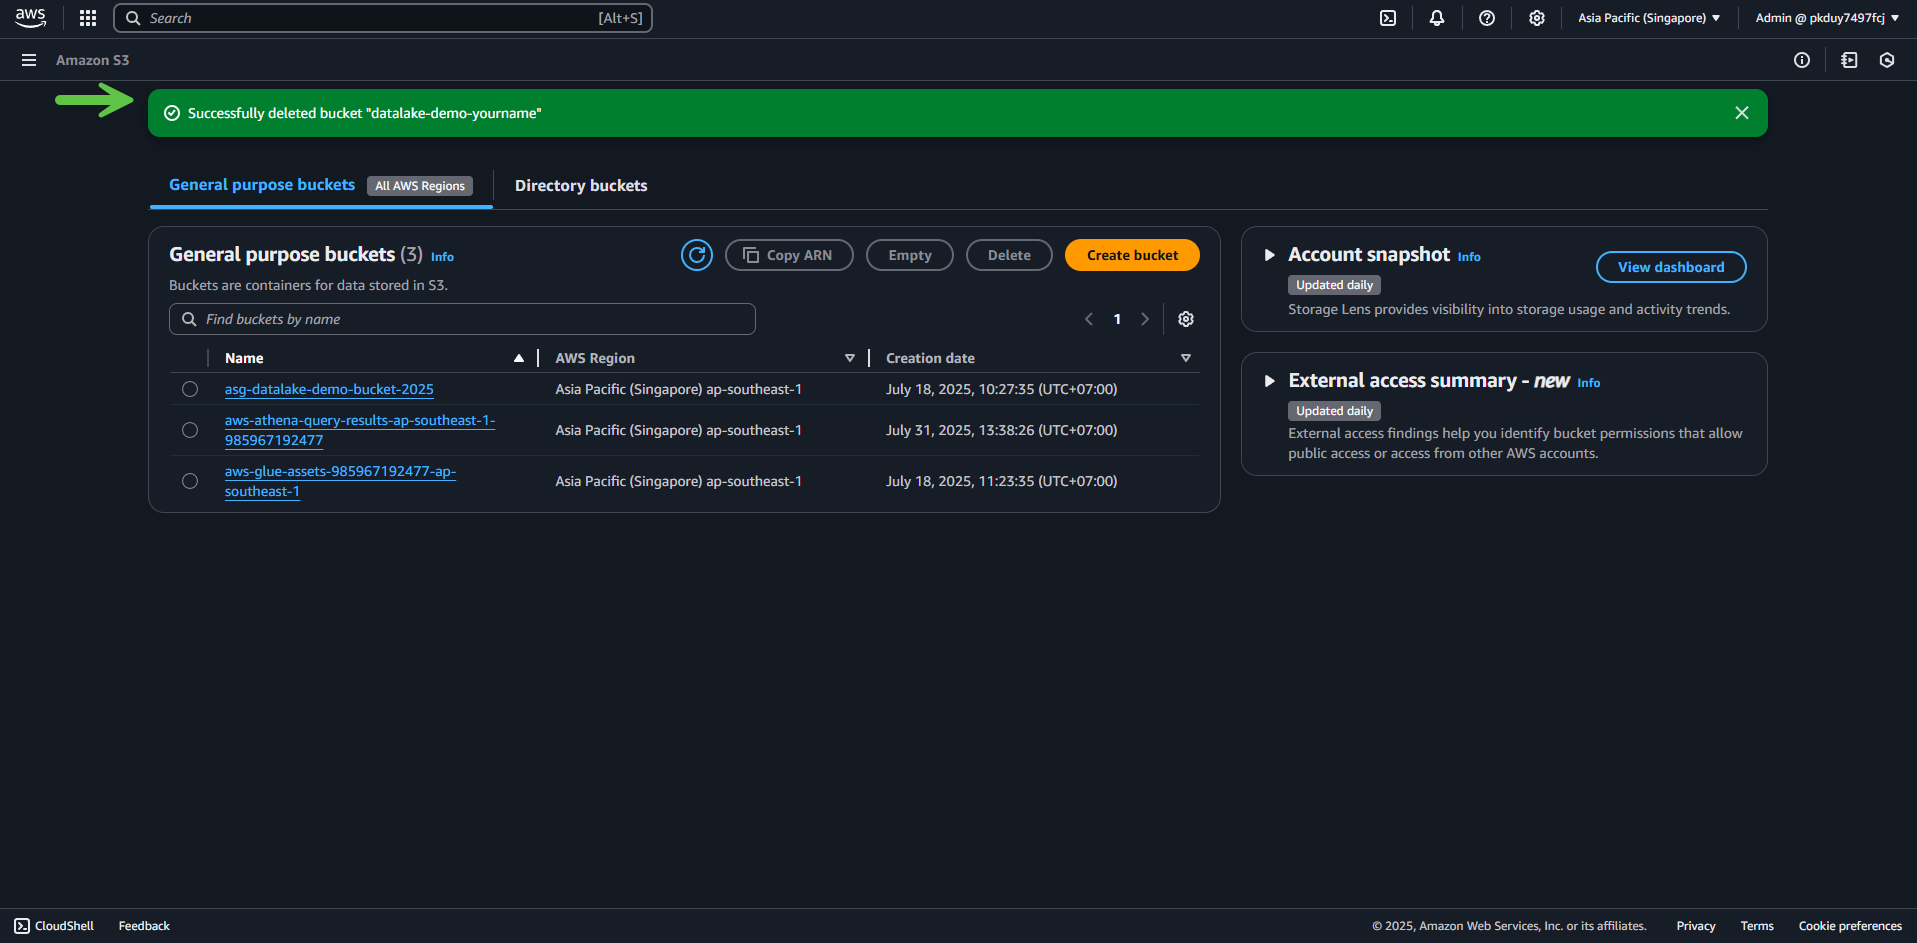 aws
Search [Alt+S]
Asia Pacific (Singapore)
Admin @ pkduy7497fcj
Amazon S3
Successfully deleted bucket "datalake-demo-yourname"
General purpose buckets All AWS Regions
Directory buckets
General purpose buckets (3) Info
Copy ARN
Empty
Delete
Create bucket
Buckets are containers for data stored in S3.
Find buckets by name
1
Name AWS Region Creation date
asg-datalake-demo-bucket-2025 Asia Pacific (Singapore) ap-southeast-1 July 18, 2025, 10:27:35 (UTC+07:00)
aws-athena-query-results-ap-southeast-1-
985967192477
Asia Pacific (Singapore) ap-southeast-1 July 31, 2025, 13:38:26 (UTC+07:00)
aws-glue-assets-985967192477-ap-
southeast-1
Asia Pacific (Singapore) ap-southeast-1 July 18, 2025, 11:23:35 (UTC+07:00)
Account snapshot Info
View dashboard
Updated daily
Storage Lens provides visibility into storage usage and activity trends.
External access summary - new Info
Updated daily
External access findings help you identify bucket permissions that allow
public access or access from other AWS accounts.
CloudShell Feedback
© 2025, Amazon Web Services, Inc. or its affiliates. Privacy Terms Cookie preferences